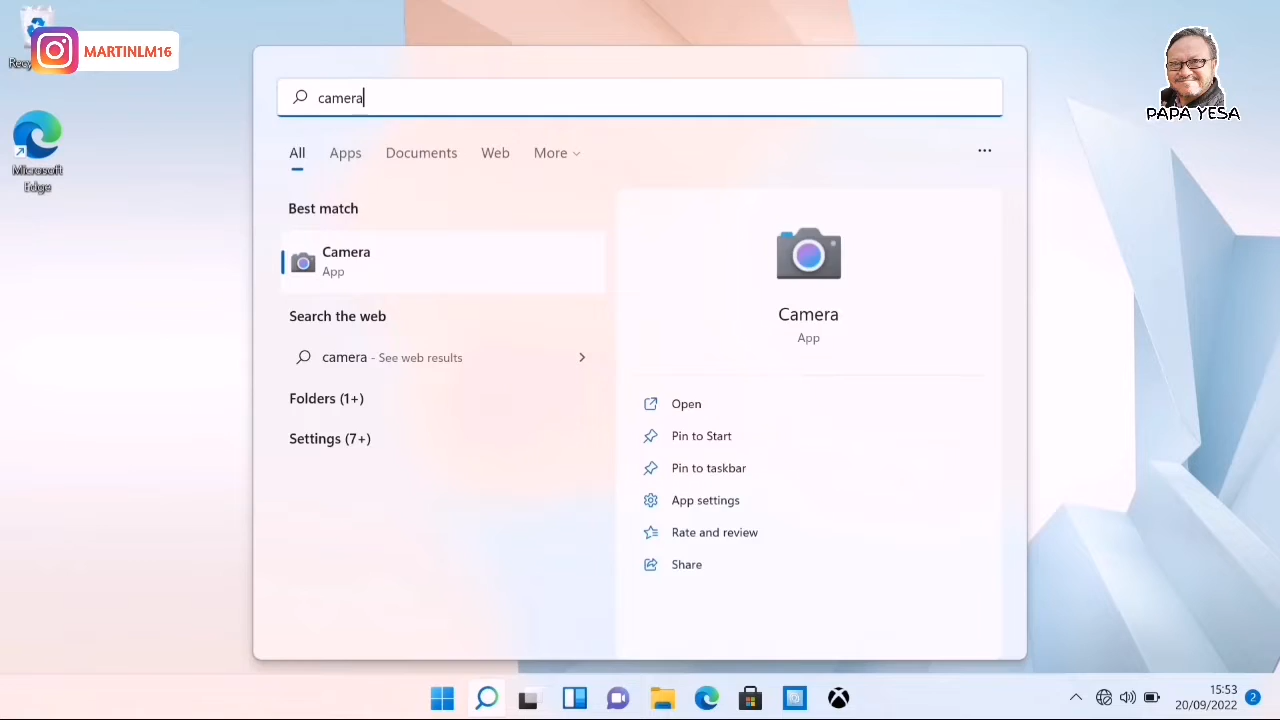 MARTINLM16
PAPA YESA
Recy
Microsoft
Edge
camera
All Apps Documents Web More
Best match
Camera
App
Search the web
camera - See web results
Folders (1+)
Settings (7+)
Camera
App
Open
Pin to Start
Pin to taskbar
App settings
Rate and review
Share
15:53
20/09/2022
2